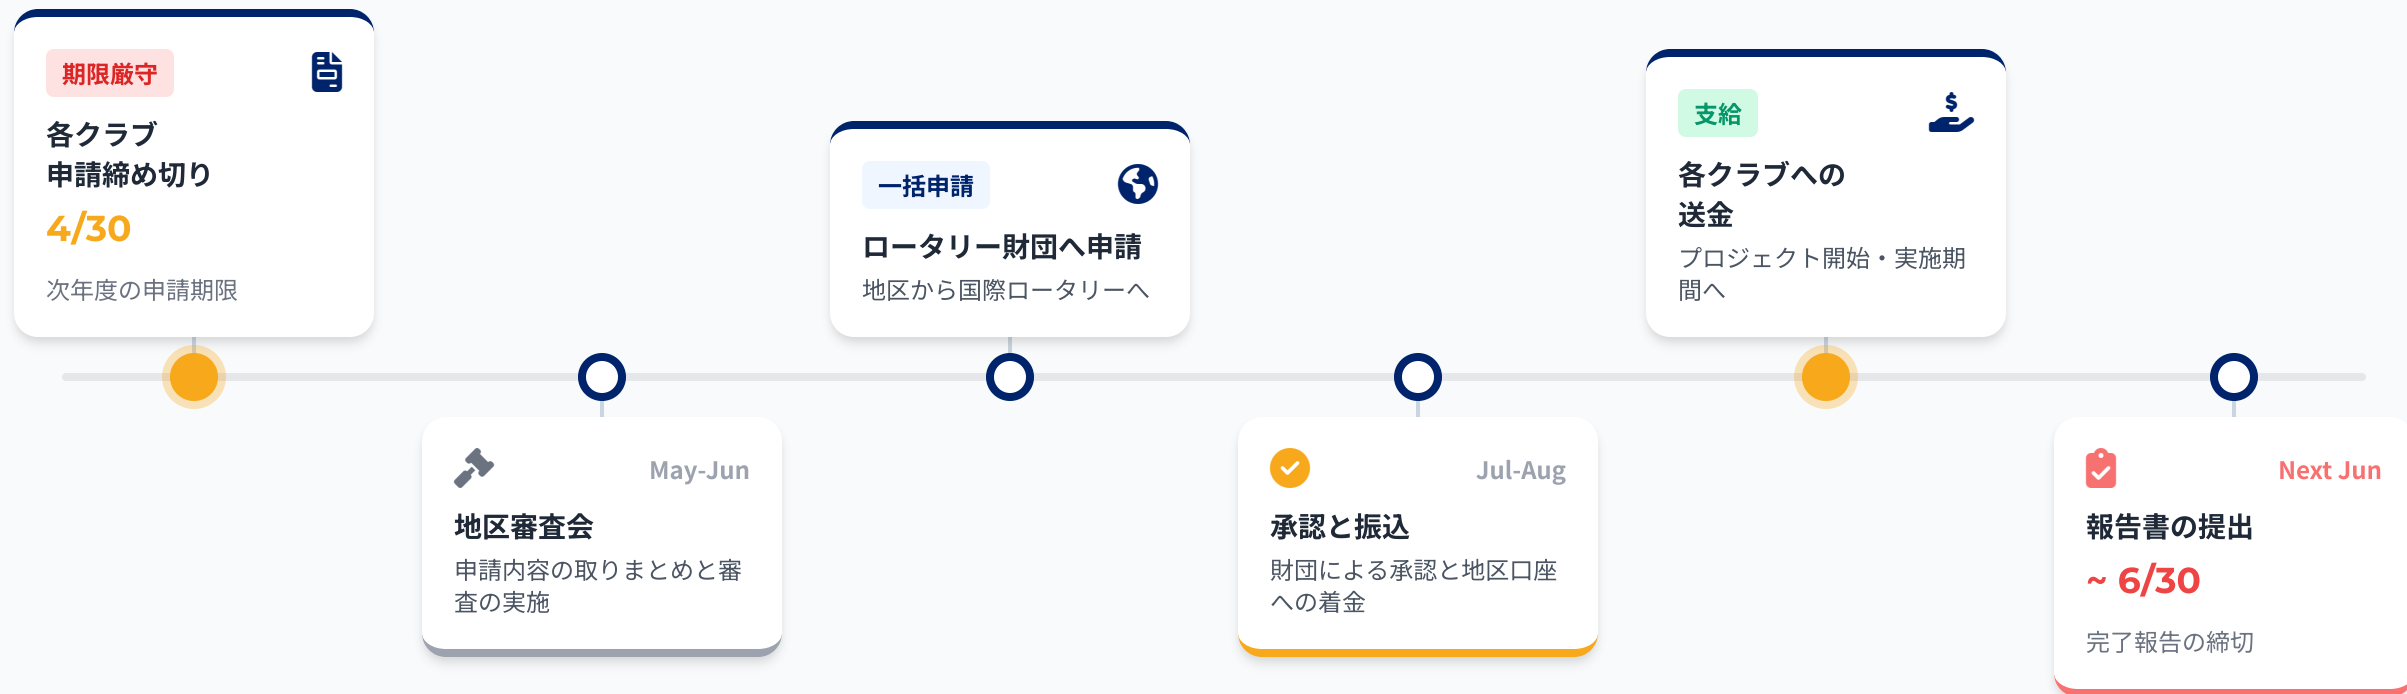 期限厳守
各クラブ
申請締め切り
4/30
次年度の申請期限
May-Jun
地区審査会
申請内容の取りまとめと審
査の実施
一括申請
ロータリー財団へ申請
地区から国際ロータリーへ
Jul-Aug
承認と振込
財団による承認と地区口座
への着金
支給
各クラブへの
送金
プロジェクト開始・実施期
間へ
Next Jun
報告書の提出
~ 6/30
完了報告の締切